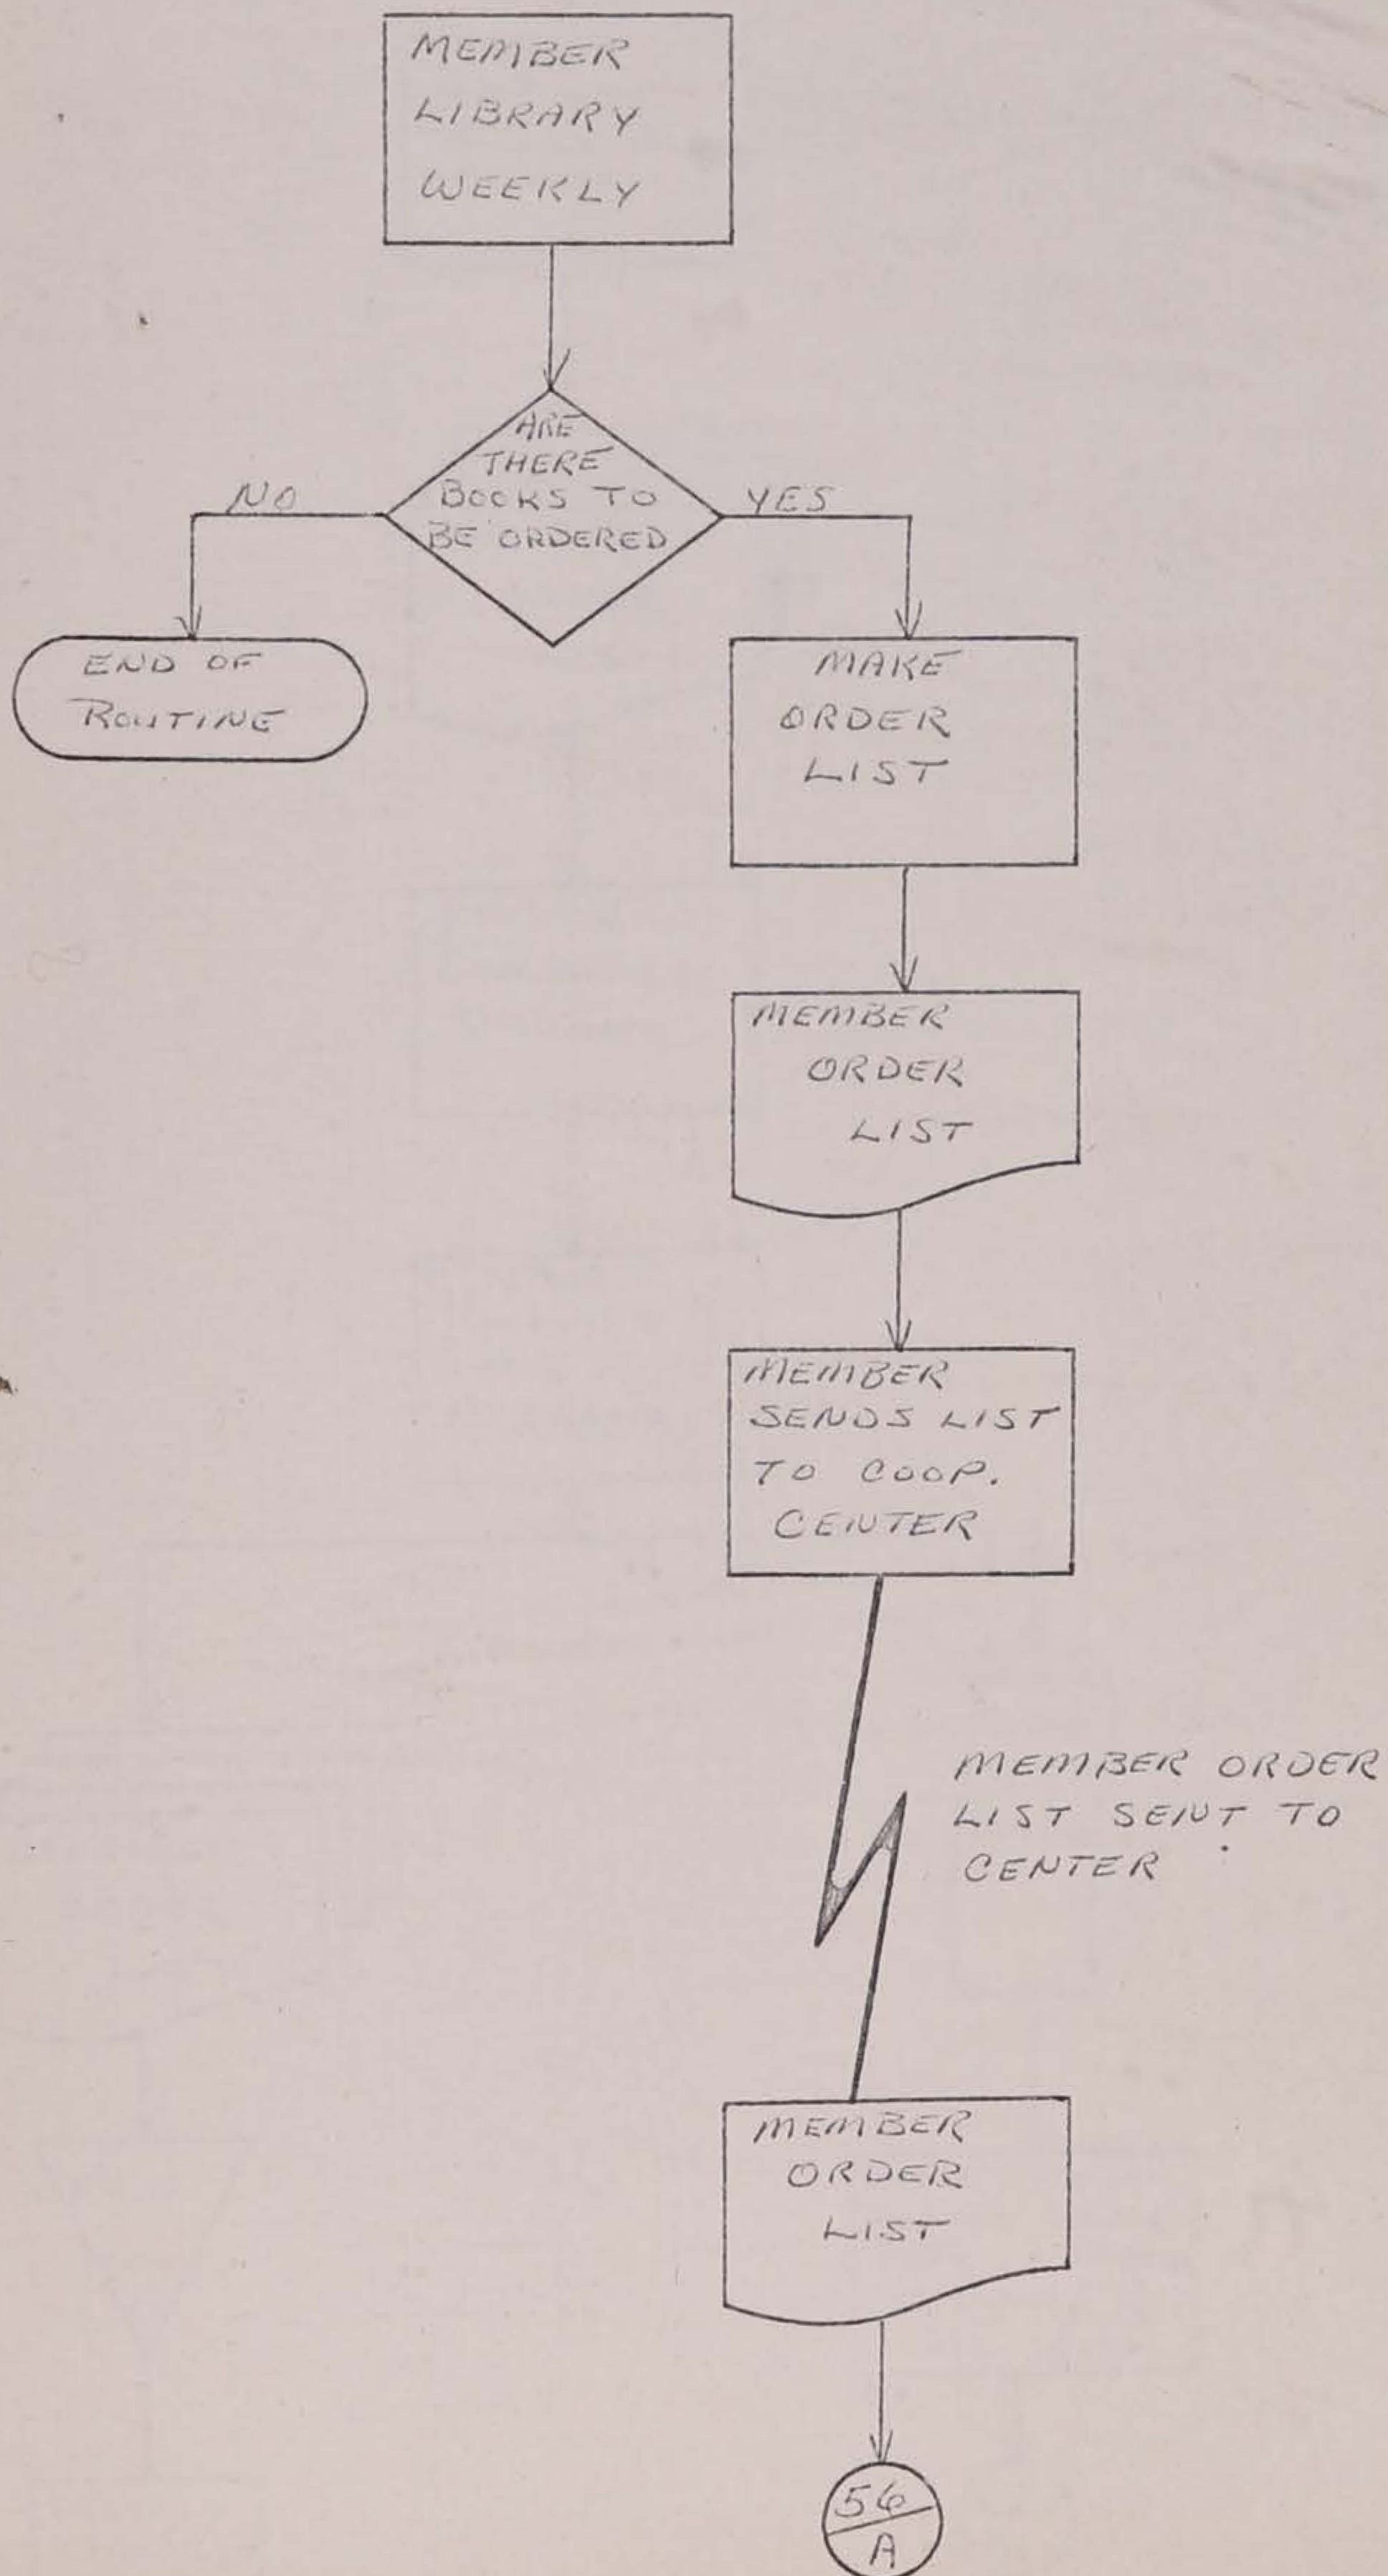 MEMBER
LIBRARY
WEEKLY
ARE
THERE
BOOKS TO
BE ORDERED
NO
YES
END OF
ROUTINE
MAKE
ORDER
LIST
MEMBER
ORDER
LIST
MEMBER
SENDS LIST
TO COOP.
CENTER
MEMBER ORDER
LIST SENT TO
CENTER
MEMBER
ORDER
LIST
56
A